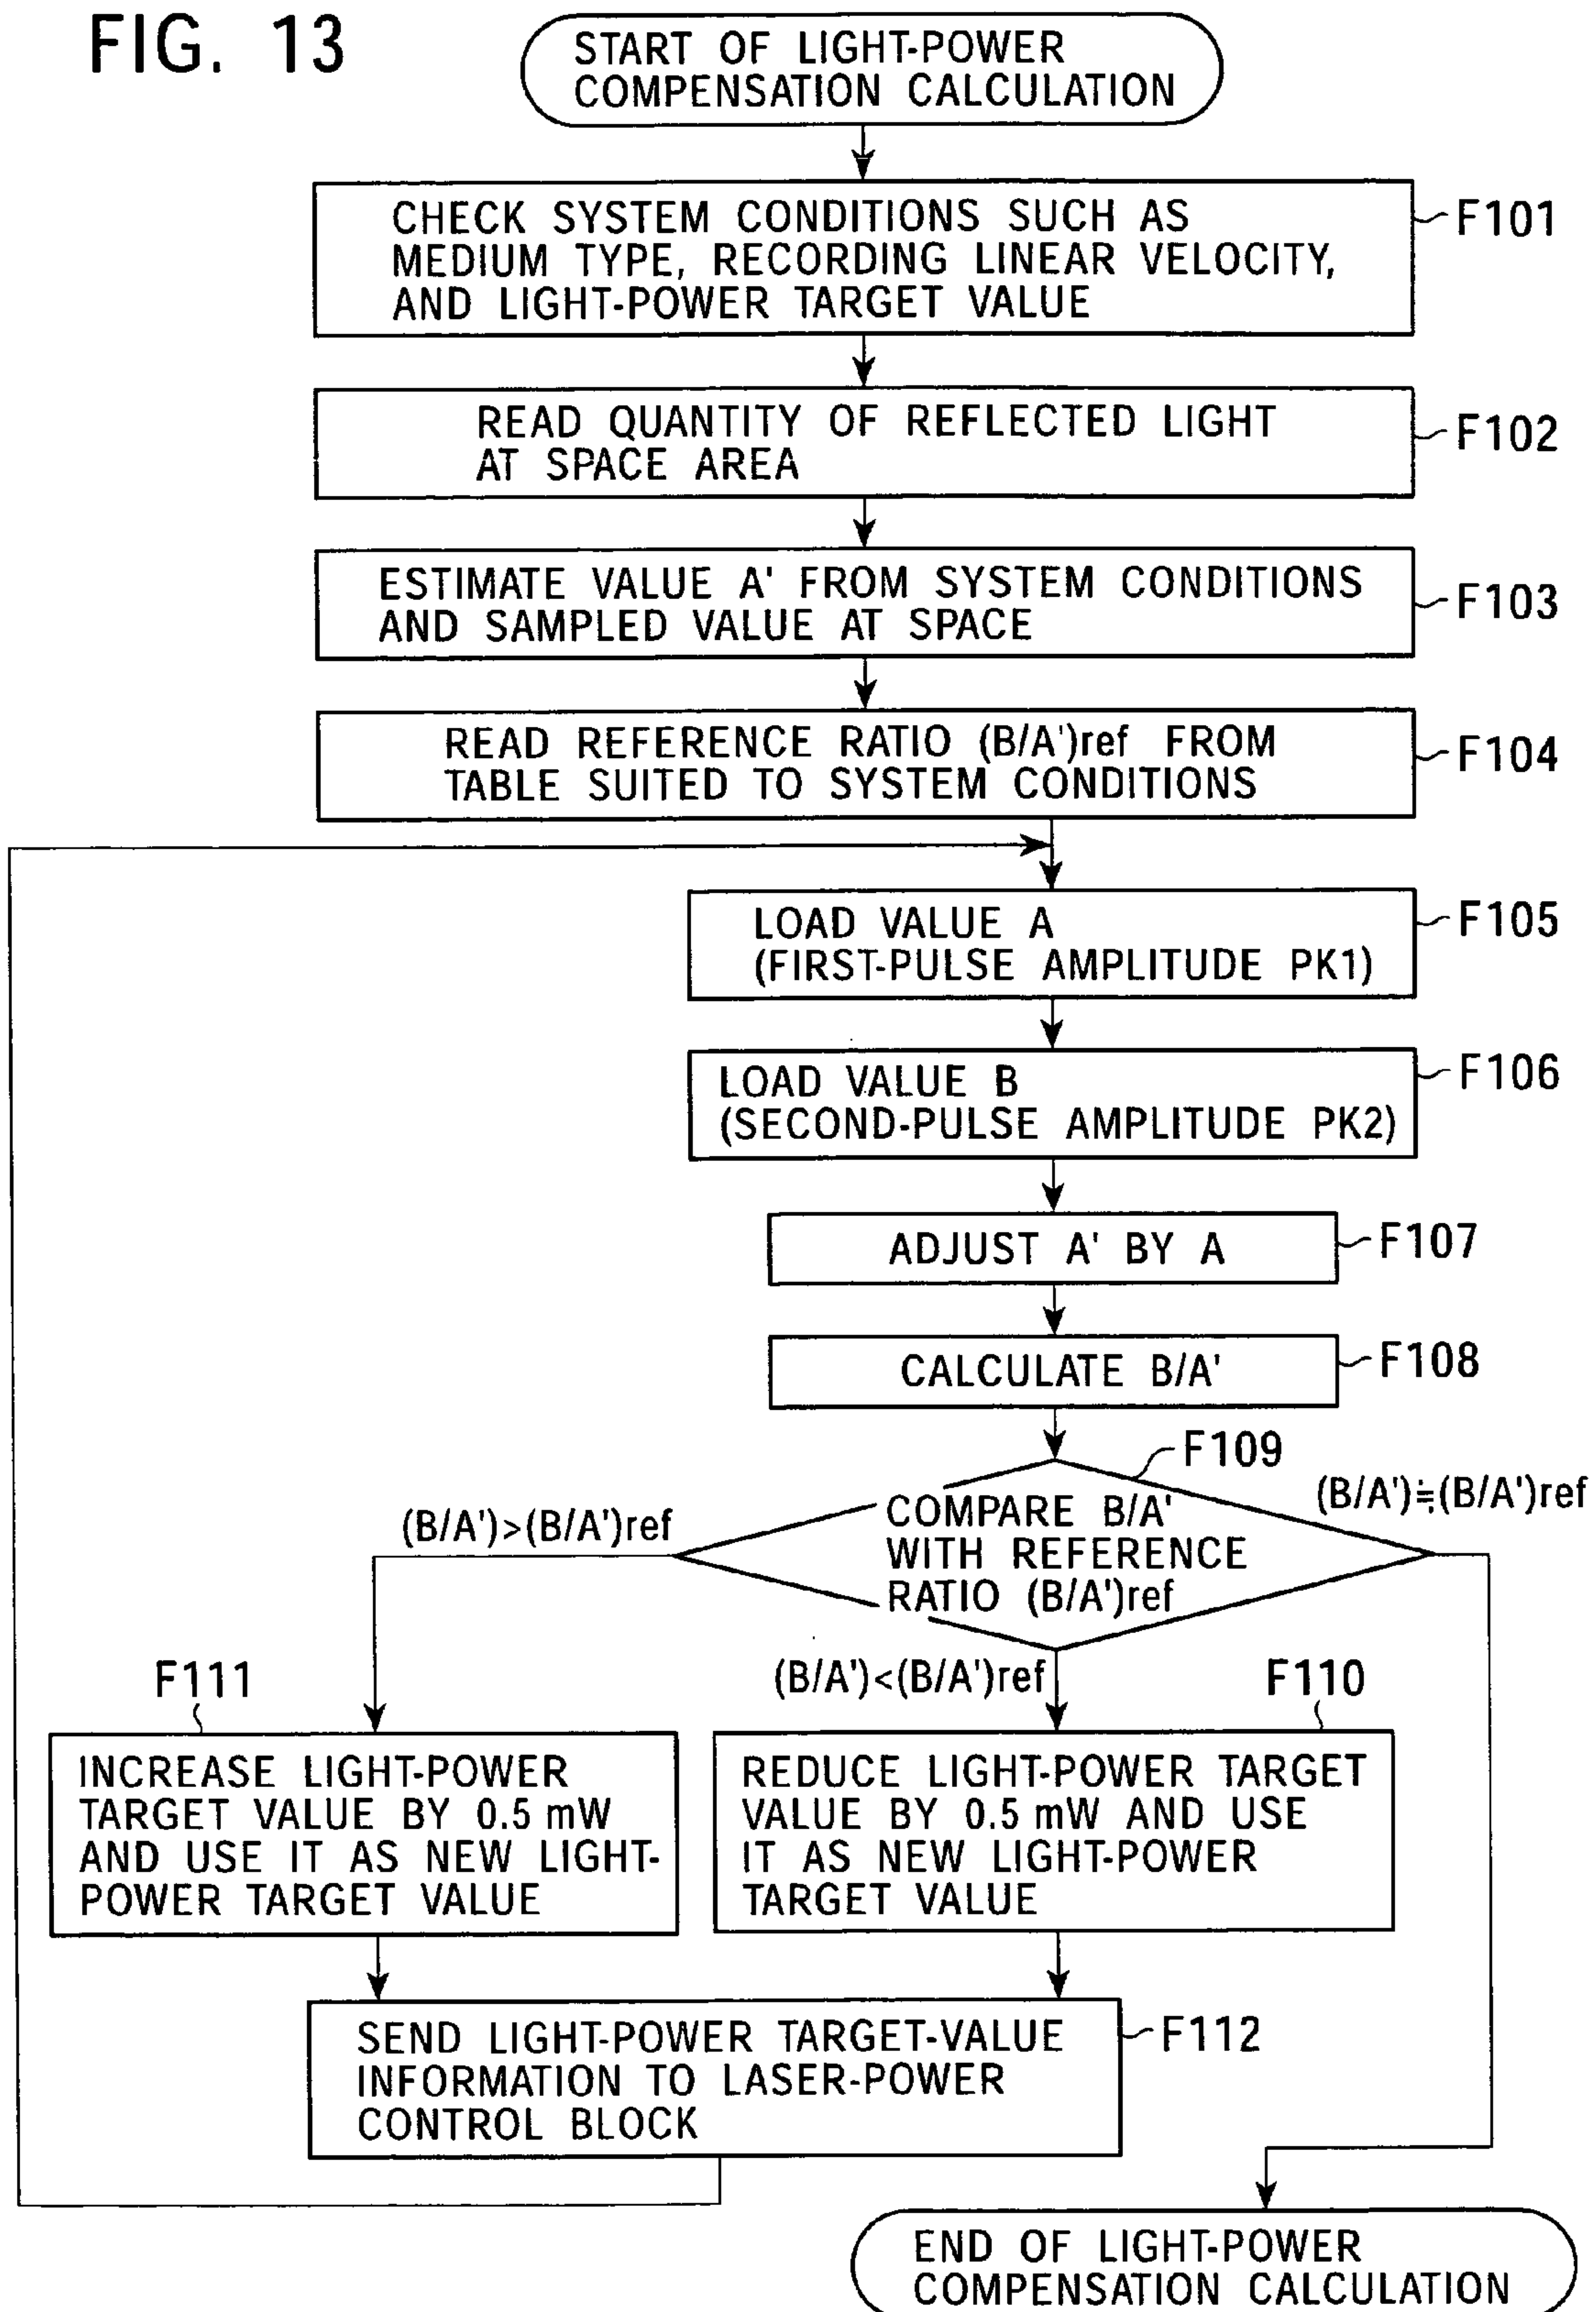 FIG. 13
START OF LIGHT-POWER
COMPENSATION CALCULATION
CHECK SYSTEM CONDITIONS SUCH AS
MEDIUM TYPE, RECORDING LINEAR VELOCITY,
AND LIGHT-POWER TARGET VALUE
F101
READ QUANTITY OF REFLECTED LIGHT
AT SPACE AREA
F102
ESTIMATE VALUE A' FROM SYSTEM CONDITIONS
AND SAMPLED VALUE AT SPACE
F103
READ REFERENCE RATIO (B/A')ref FROM
TABLE SUITED TO SYSTEM CONDITIONS
F104
LOAD VALUE A
(FIRST-PULSE AMPLITUDE PK1)
F105
LOAD VALUE B
(SECOND-PULSE AMPLITUDE PK2)
F106
ADJUST A' BY A
F107
CALCULATE B/A'
F108
F109
COMPARE B/A'
WITH REFERENCE
RATIO (B/A')ref
(B/A')>(B/A')ref
(B/A')≒(B/A')ref
(B/A')<(B/A')ref
F111
INCREASE LIGHT-POWER
TARGET VALUE BY 0.5 mW
AND USE IT AS NEW LIGHT-
POWER TARGET VALUE
F110
REDUCE LIGHT-POWER TARGET
VALUE BY 0.5 mW AND USE
IT AS NEW LIGHT-POWER
TARGET VALUE
SEND LIGHT-POWER TARGET-VALUE
INFORMATION TO LASER-POWER
CONTROL BLOCK
F112
END OF LIGHT-POWER
COMPENSATION CALCULATION